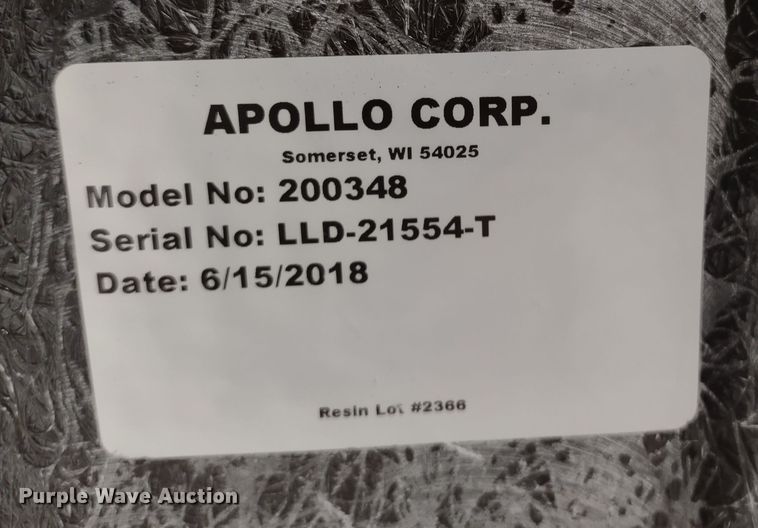 APOLLO CORP.
Somerset, WI 54025
Model No: 200348
Serial No: LLD-21554-T
Date: 6/15/2018
Resin Lot #2366
Purple Wave Auction